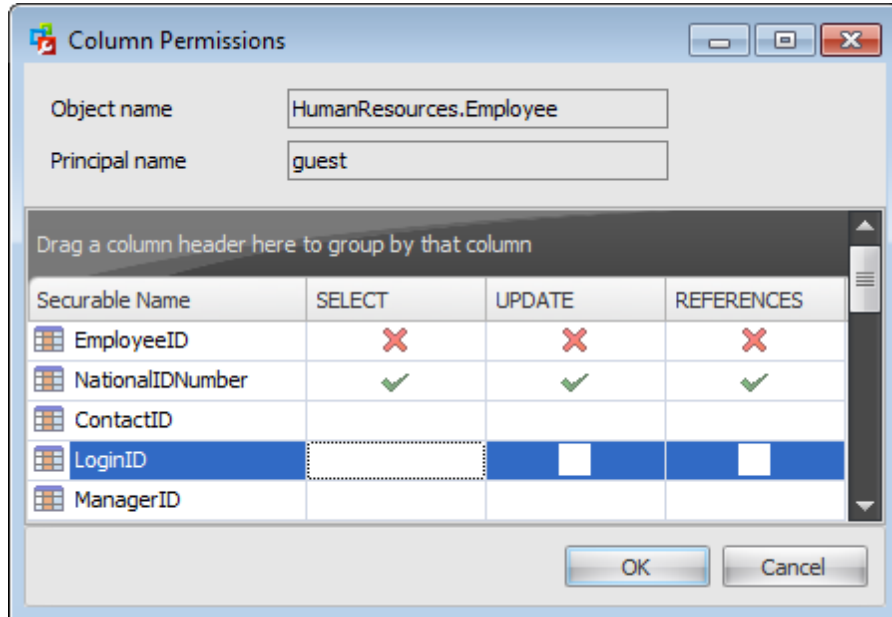 Column Permissions
Object name HumanResources.Employee
Principal name guest
Drag a column header here to group by that column
Securable Name SELECT UPDATE REFERENCES
EmployeeID
NationalIDNumber
ContactID
LoginID
ManagerID
OK Cancel